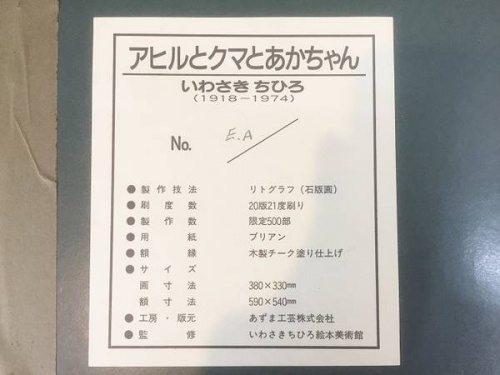 アヒルとクマとあかちゃん
いわさき ちひろ
(1918－1974)
No. E.A/
● 製作技法 リトグラフ（石版画）
● 刷度数 20版21度刷り
● 製作数 限定500部
● 用紙 ブリアン
● 額縁 木製チーク塗り仕上げ
● サイズ
画寸法 380×330㎜
額寸法 590×540㎜
● 工房・版元 あずま工芸株式会社
● 監修 いわさきちひろ絵本美術館